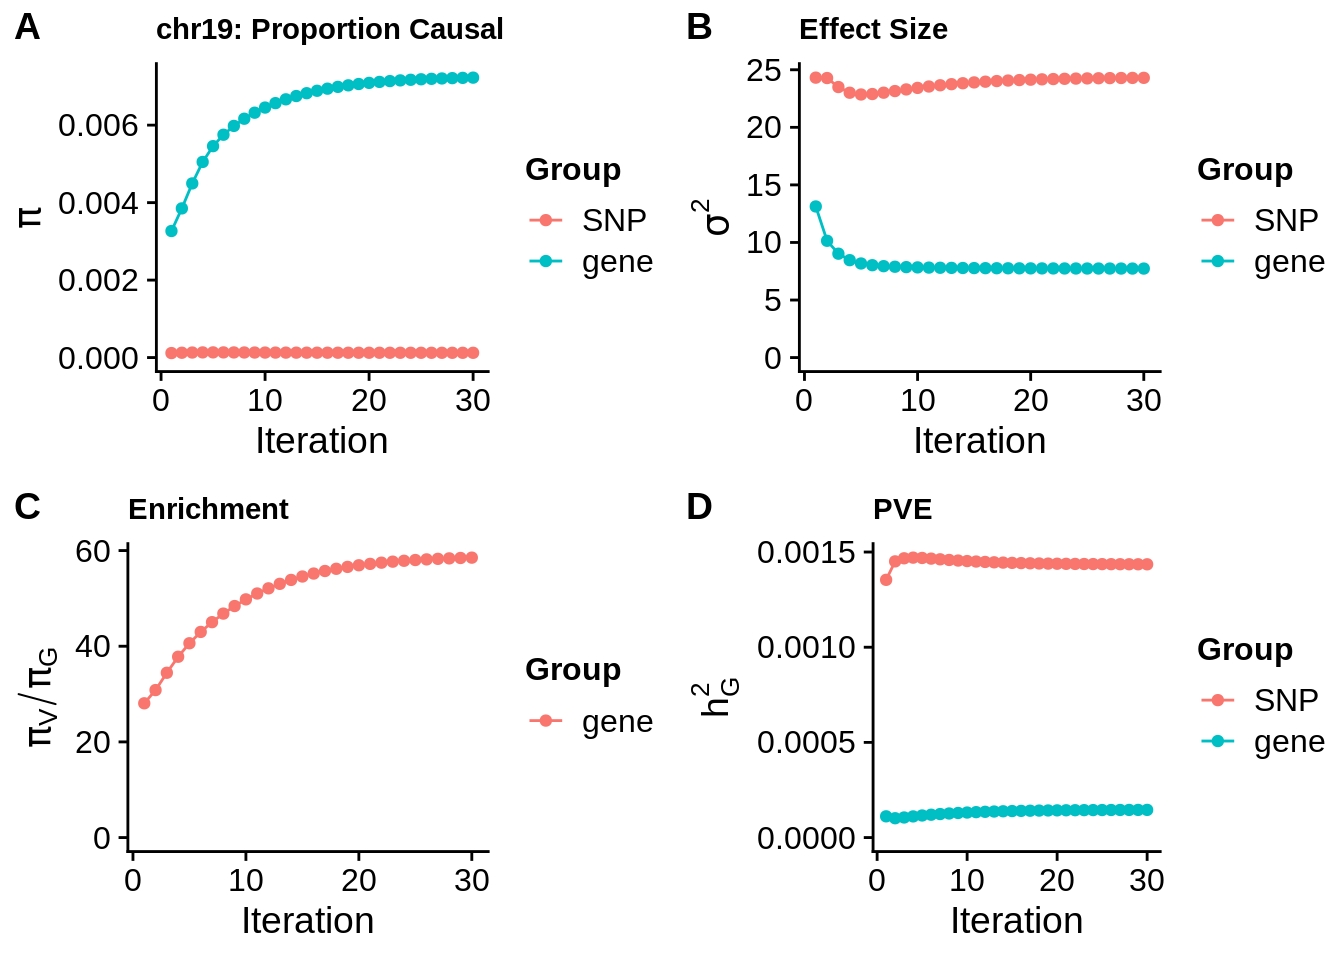 A
chr19: Proportion Causal
π
0.006
0.004
0.002
0.000
0 10 20 30
Iteration
Group
SNP
gene
B
Effect Size
σ²
25
20
15
10
5
0
0 10 20 30
Iteration
Group
SNP
gene
C
Enrichment
πV/πG
60
40
20
0
0 10 20 30
Iteration
Group
gene
D
PVE
h²G
0.0015
0.0010
0.0005
0.0000
0 10 20 30
Iteration
Group
SNP
gene